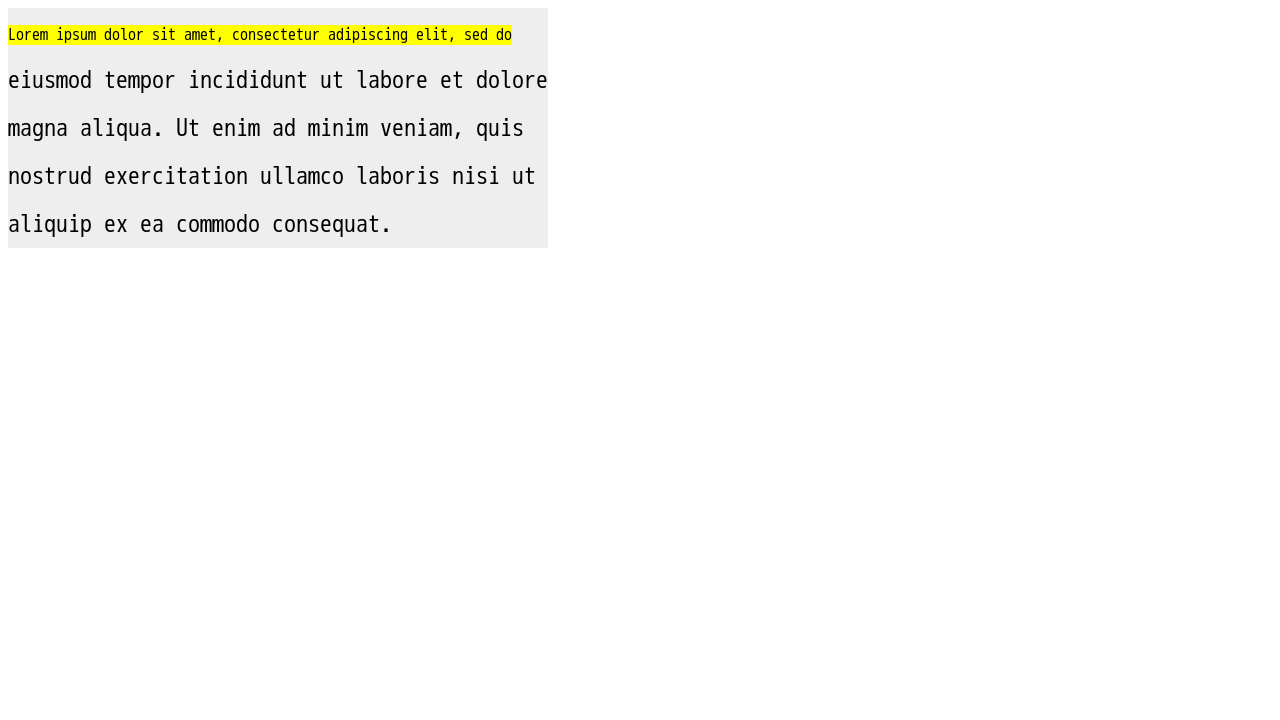 Lorem ipsum dolor sit amet, consectetur adipiscing elit, sed do
eiusmod tempor incididunt ut labore et dolore
magna aliqua. Ut enim ad minim veniam, quis
nostrud exercitation ullamco laboris nisi ut
aliquip ex ea commodo consequat.